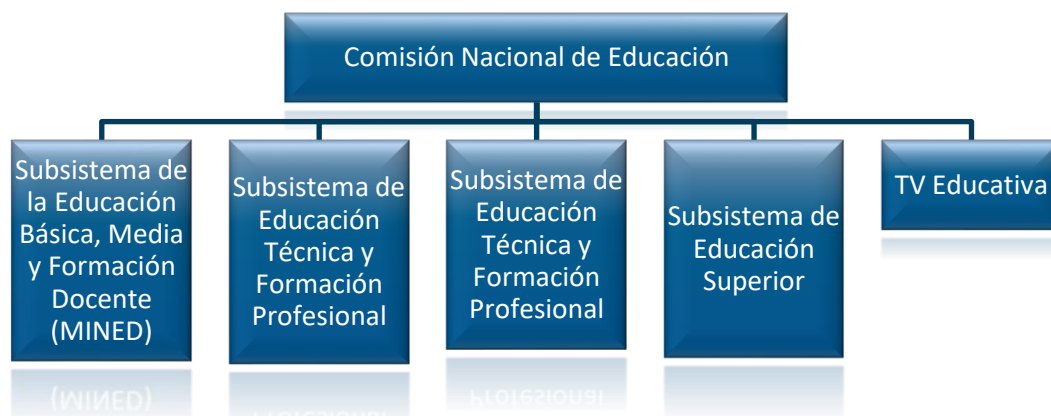 Comisión Nacional de Educación
Subsistema de
la Educación
Básica, Media
y Formación
Docente
(MINED)
Subsistema de
Educación
Técnica y
Formación
Profesional
Subsistema de
Educación
Técnica y
Formación
Profesional
Subsistema de
Educación
Superior
TV Educativa